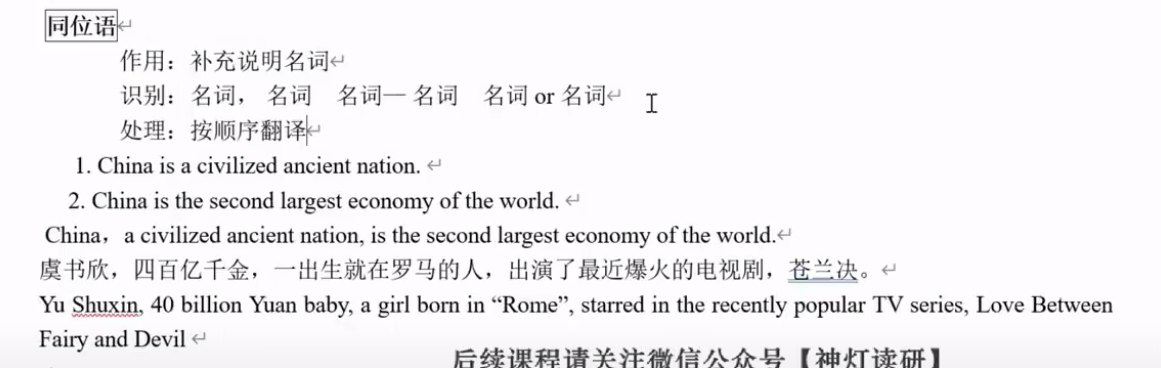 同位语
作用：补充说明名词
识别：名词， 名词 名词— 名词 名词 or 名词
处理：按顺序翻译
1. China is a civilized ancient nation.
2. China is the second largest economy of the world.
China，a civilized ancient nation, is the second largest economy of the world.
虞书欣，四百亿千金，一出生就在罗马的人，出演了最近爆火的电视剧，苍兰决。
Yu Shuxin, 40 billion Yuan baby, a girl born in “Rome”, starred in the recently popular TV series, Love Between
Fairy and Devil
后续课程请关注微信公众号【神灯读研】